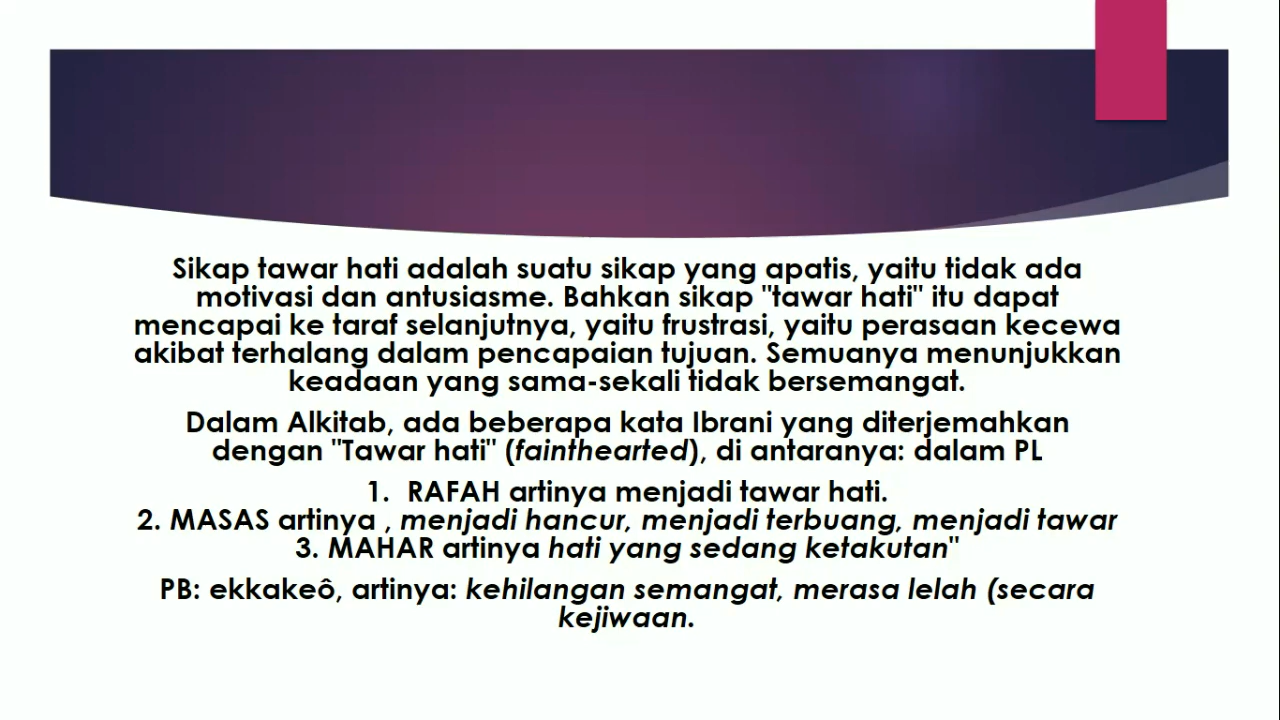 Sikap tawar hati adalah suatu sikap yang apatis, yaitu tidak ada
motivasi dan antusiasme. Bahkan sikap "tawar hati" itu dapat
mencapai ke taraf selanjutnya, yaitu frustrasi, yaitu perasaan kecewa
akibat terhalang dalam pencapaian tujuan. Semuanya menunjukkan
keadaan yang sama-sekali tidak bersemangat.
Dalam Alkitab, ada beberapa kata Ibrani yang diterjemahkan
dengan "Tawar hati" (fainthearted), di antaranya: dalam PL
1. RAFAH artinya menjadi tawar hati.
2. MASAS artinya , menjadi hancur, menjadi terbuang, menjadi tawar
3. MAHAR artinya hati yang sedang ketakutan"
PB: ekkakeô, artinya: kehilangan semangat, merasa lelah (secara
kejiwaan.